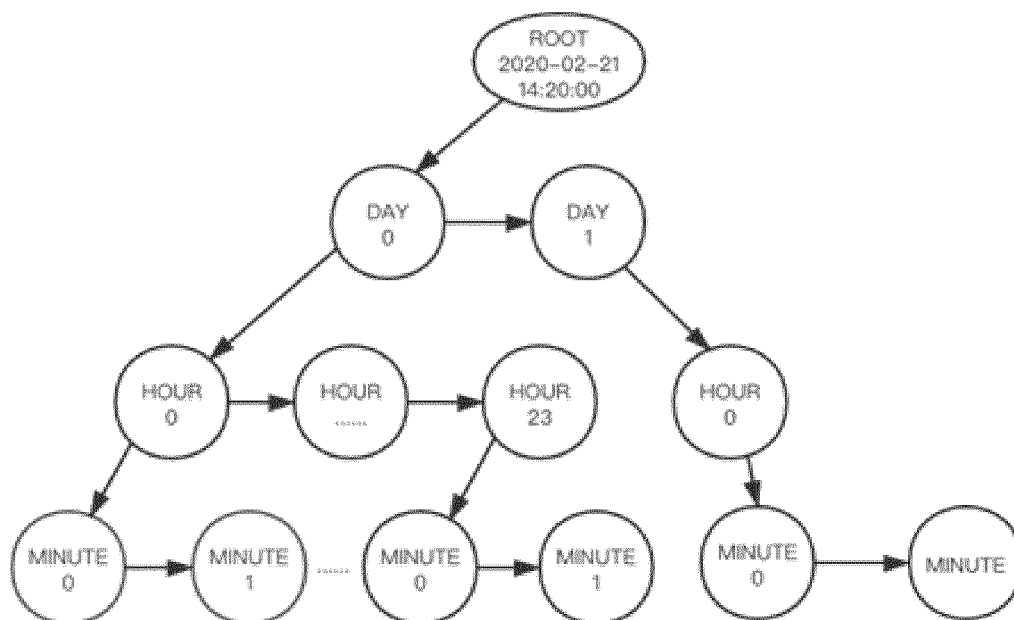 ROOT
2020-02-21
14:20:00
DAY
0
DAY
1
HOUR
0
HOUR
......
HOUR
23
HOUR
0
MINUTE
0
MINUTE
1
......
MINUTE
0
MINUTE
1
MINUTE
0
MINUTE